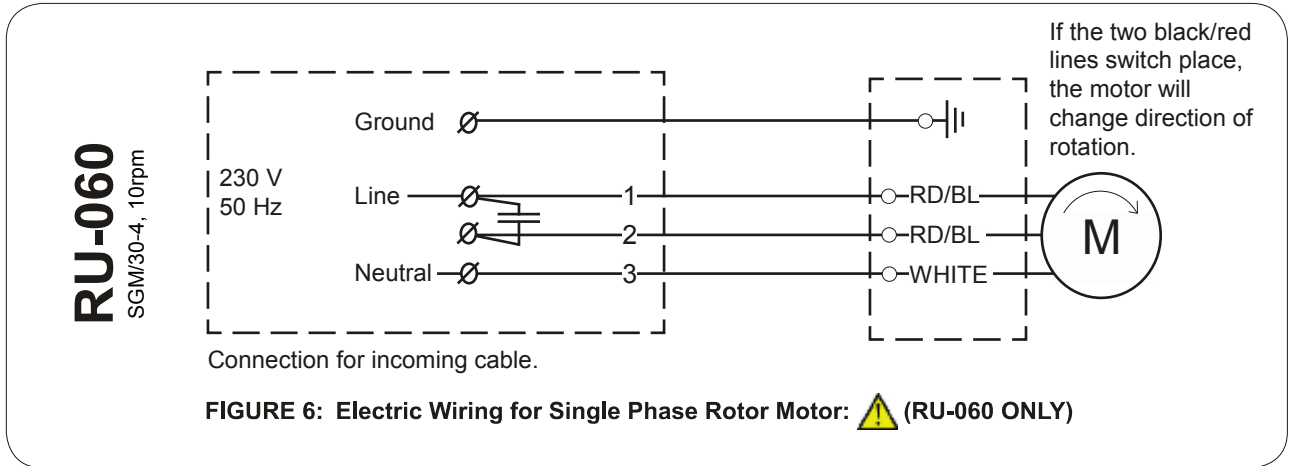 RU-060
SGM/30-4, 10rpm
230 V
50 Hz
Ground
Line
Neutral
1
2
3
RD/BL
RD/BL
WHITE
M
If the two black/red
lines switch place,
the motor will
change direction of
rotation.
Connection for incoming cable.
FIGURE 6: Electric Wiring for Single Phase Rotor Motor: (RU-060 ONLY)